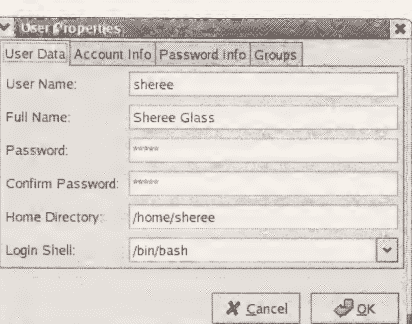 User Properties
User Data Account Info Password Info Groups
User Name: sheree
Full Name: Sheree Glass
Password: *****
Confirm Password: *****
Home Directory: /home/sheree
Login Shell: /bin/bash
Cancel OK